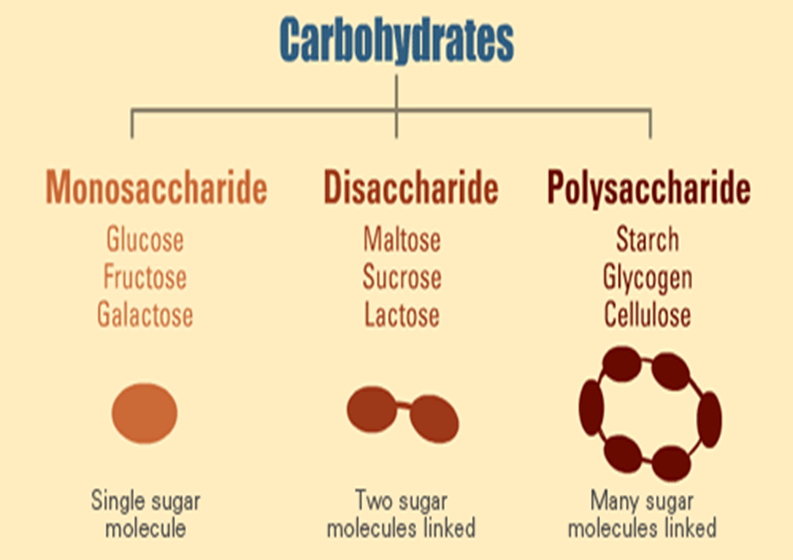 Carbohydrates
Monosaccharide
Glucose
Fructose
Galactose
Single sugar
molecule
Disaccharide
Maltose
Sucrose
Lactose
Two sugar
molecules linked
Polysaccharide
Starch
Glycogen
Cellulose
Many sugar
molecules linked